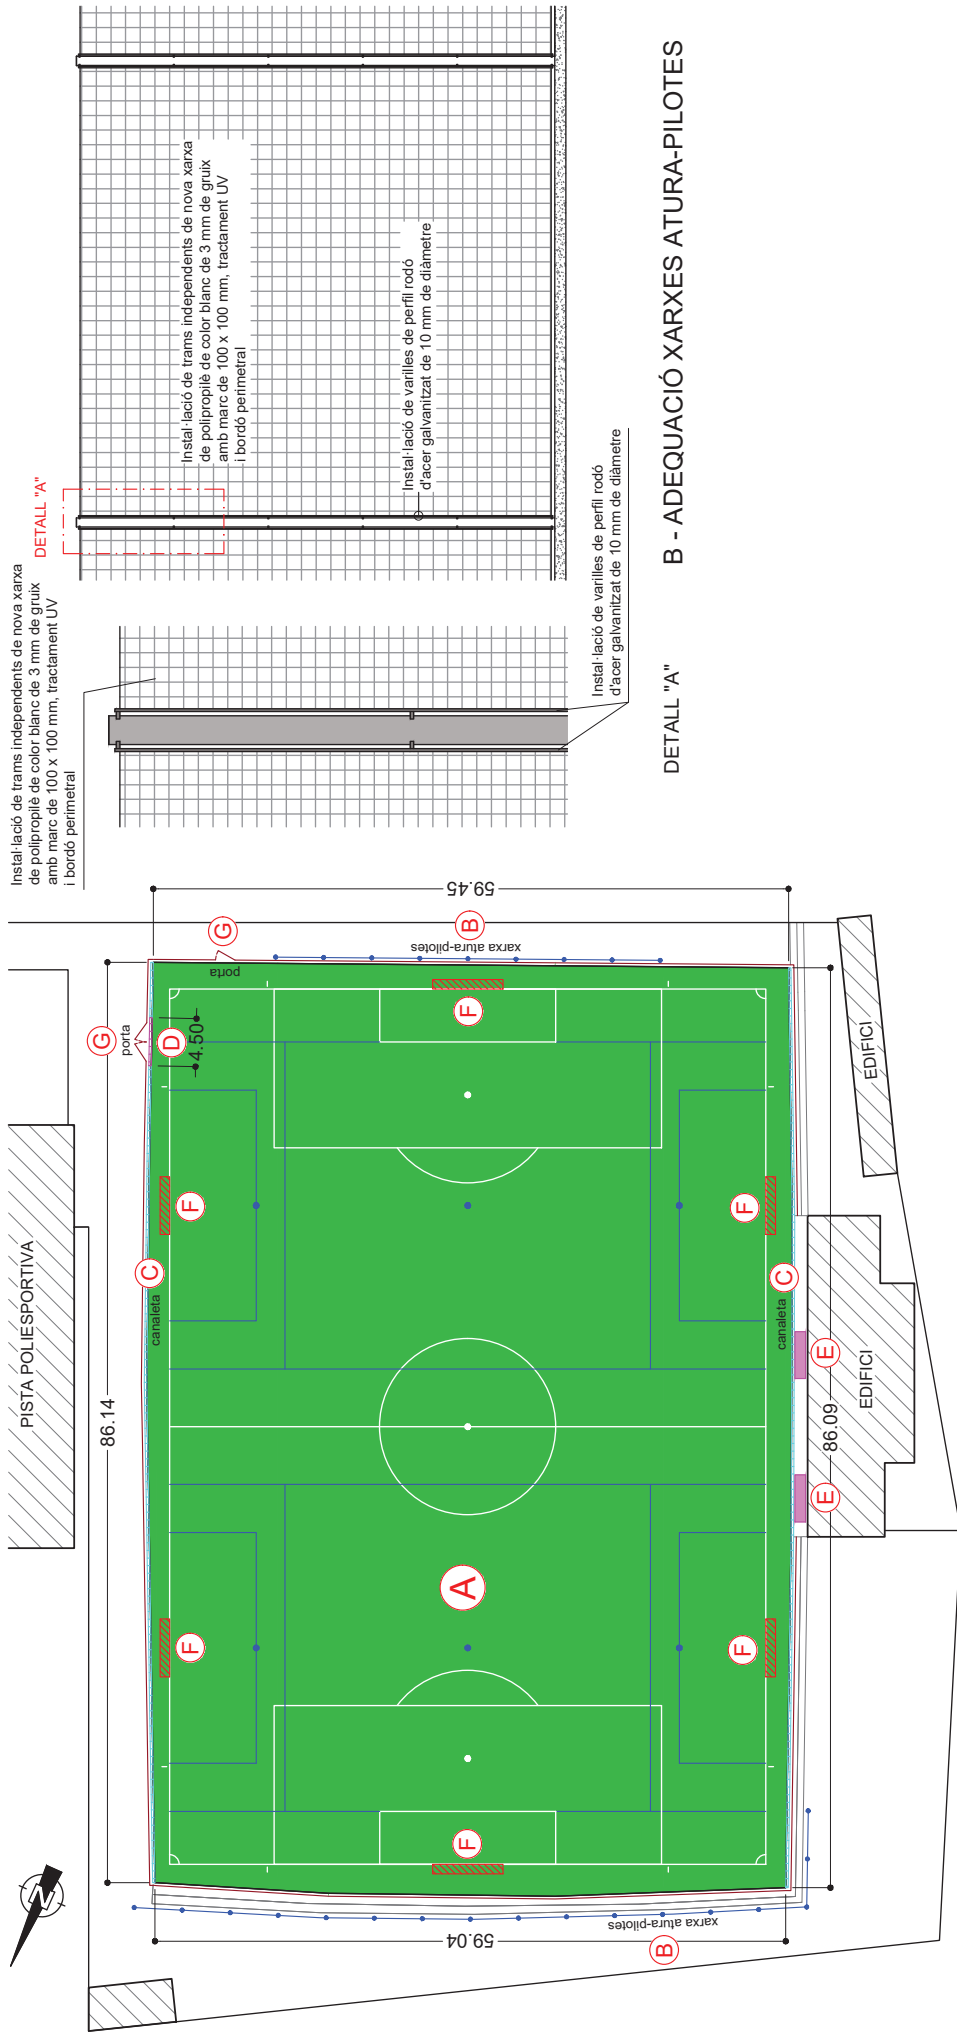 Instal·lació de trams independents de nova xarxa
de polipropilè de color blanc de 3 mm de gruix
amb marc de 100 x 100 mm, tractament UV
i bordó perimetral
DETALL "A"
Instal·lació de trams independents de nova xarxa
de polipropilè de color blanc de 3 mm de gruix
amb marc de 100 x 100 mm, tractament UV
i bordó perimetral
Instal·lació de varilles de perfil rodó
d'acer galvanitzat de 10 mm de diàmetre
Instal·lació de varilles de perfil rodó
d'acer galvanitzat de 10 mm de diàmetre
DETALL "A"
B - ADEQUACIÓ XARXES ATURA-PILOTES
N
PISTA POLIESPORTIVA
86.14
G
porta
D
4.50
G
porta
C
canaleta
F
F
59.04
B
xarxa atura-pilotes
F
A
F
xarxa atura-pilotes
B
59.45
F
F
canaleta
C
E
E
86.09
EDIFICI
EDIFICI